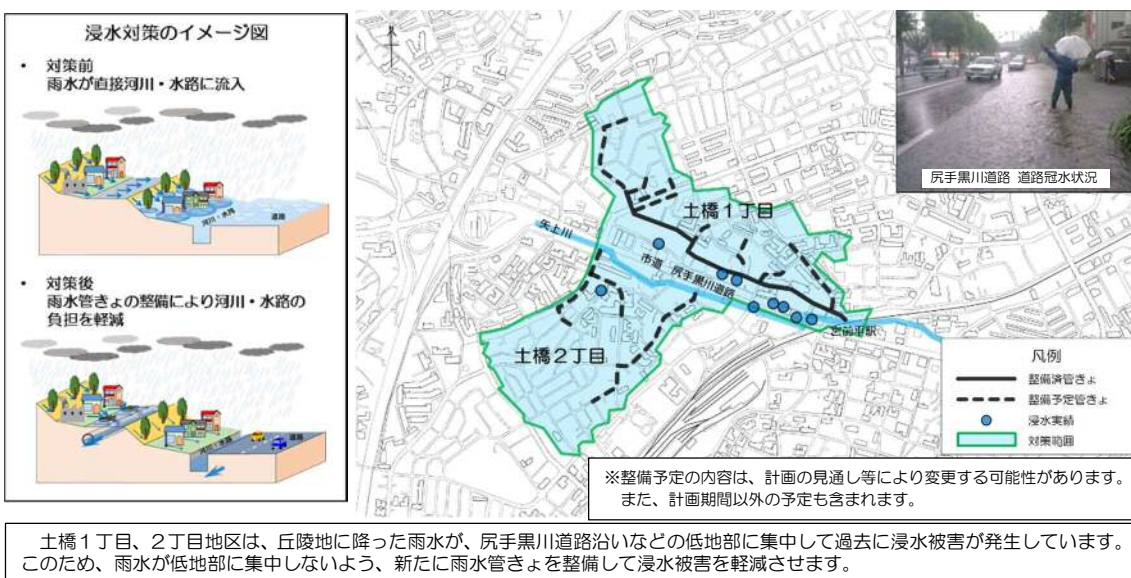 浸水対策のイメージ図
• 対策前
雨水が直接河川・水路に流入
河川・水路
道路
• 対策後
雨水管きょの整備により河川・水路の
負担を軽減
河川・水路
道路
矢上川
土橋1丁目
市道 尻手黒川道路
土橋2丁目
宮前平駅
尻手黒川道路 道路冠水状況
凡例
整備済管きょ
整備予定管きょ
浸水実績
対策範囲
※整備予定の内容は、計画の見通し等により変更する可能性があります。
また、計画期間以外の予定も含まれます。
土橋1丁目、2丁目地区は、丘陵地に降った雨水が、尻手黒川道路沿いなどの低地部に集中して過去に浸水被害が発生しています。
このため、雨水が低地部に集中しないよう、新たに雨水管きょを整備して浸水被害を軽減させます。